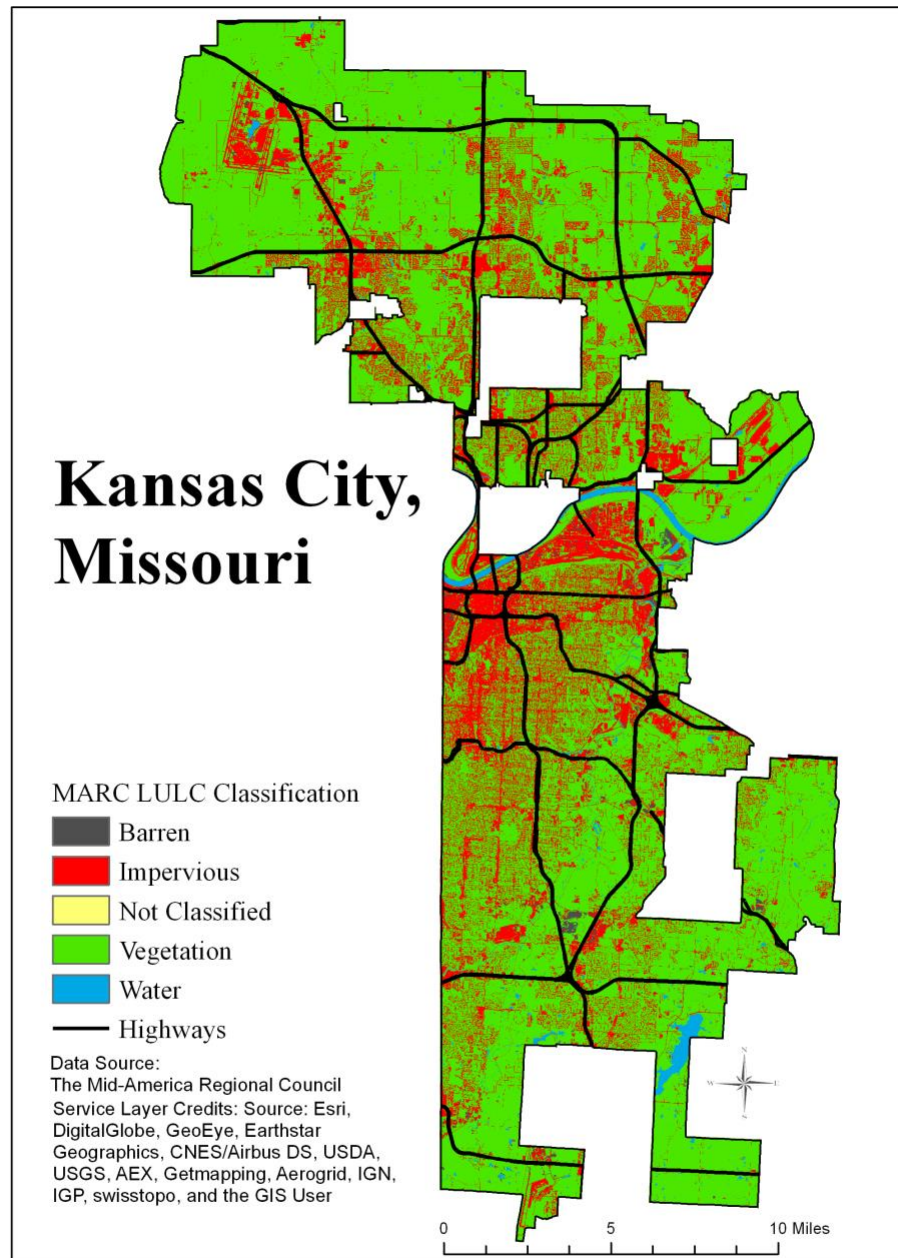 Kansas City,
Missouri
MARC LULC Classification
Barren
Impervious
Not Classified
Vegetation
Water
Highways
Data Source:
The Mid-America Regional Council
Service Layer Credits: Source: Esri,
DigitalGlobe, GeoEye, Earthstar
Geographics, CNES/Airbus DS, USDA,
USGS, AEX, Getmapping, Aerogrid, IGN,
IGP, swisstopo, and the GIS User
N
W E
S
0 5 10 Miles